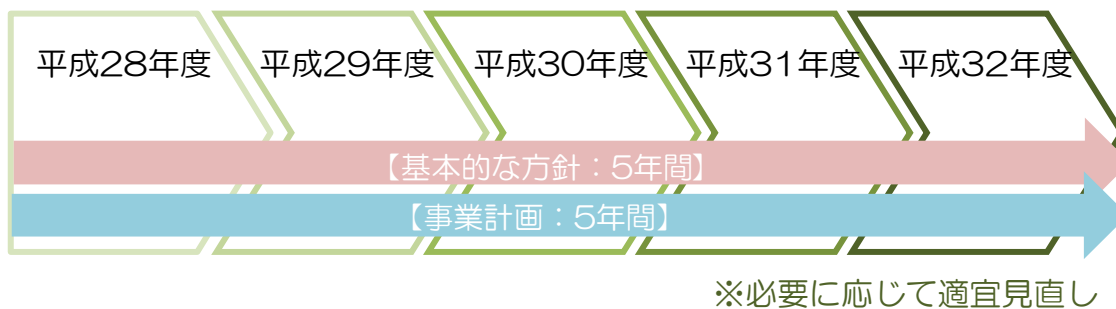 平成28年度 平成29年度 平成30年度 平成31年度 平成32年度
【基本的な方針：5年間】
【事業計画：5年間】
※必要に応じて適宜見直し